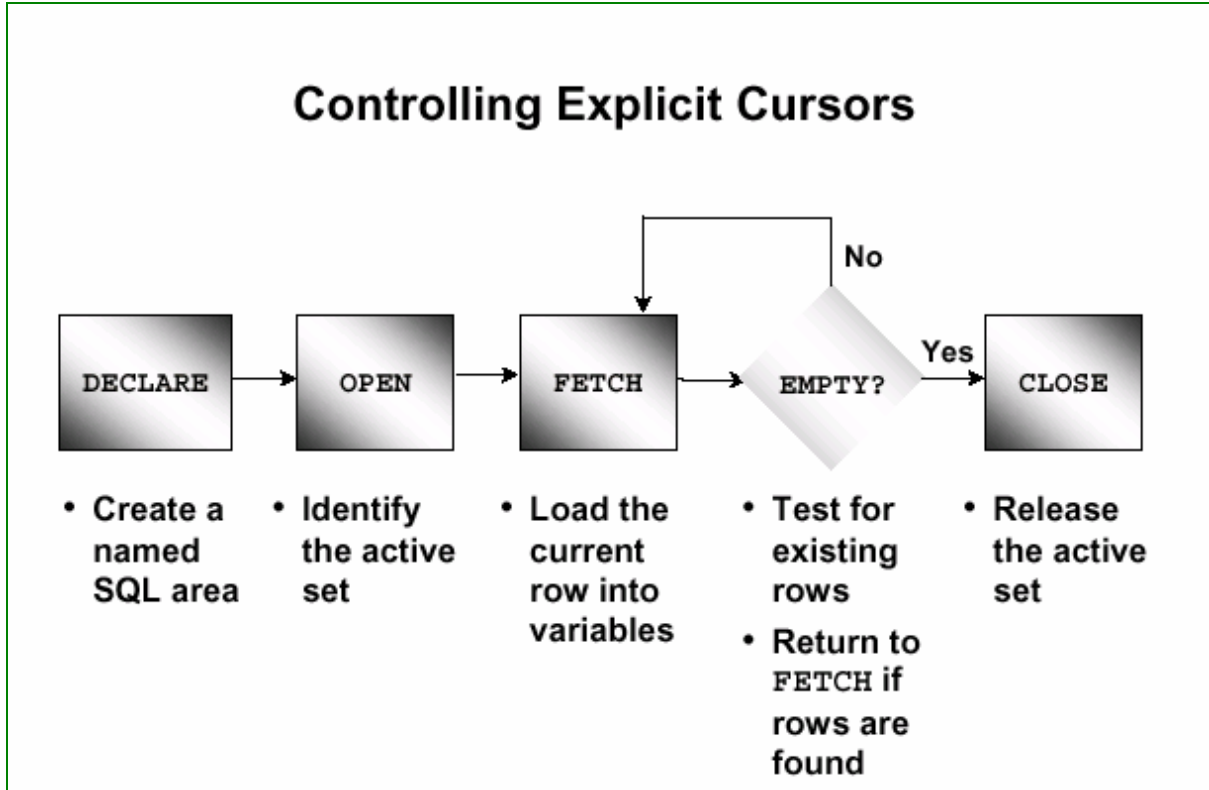 Controlling Explicit Cursors
No
Yes
DECLARE
OPEN
FETCH
EMPTY?
CLOSE
• Create a
named
SQL area
• Identify
the active
set
• Load the
current
row into
variables
• Test for
existing
rows
• Return to
FETCH if
rows are
found
• Release
the active
set